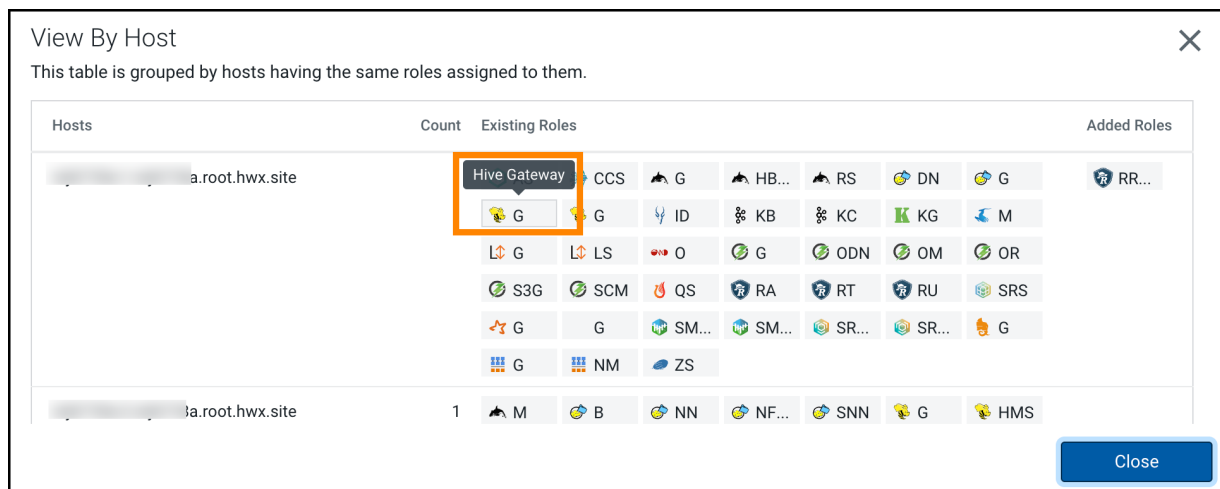 View By Host
This table is grouped by hosts having the same roles assigned to them.
Hosts Count Existing Roles Added Roles
a.root.hwx.site Hive Gateway CCS G HB... RS DN G RR...
G G ID KB KC KG M
G LS O G ODN OM OR
S3G SCM QS RA RT RU SRS
G G SM... SM... SR... SR... G
G NM ZS
a.root.hwx.site 1 M B NN NF... SNN G HMS
Close